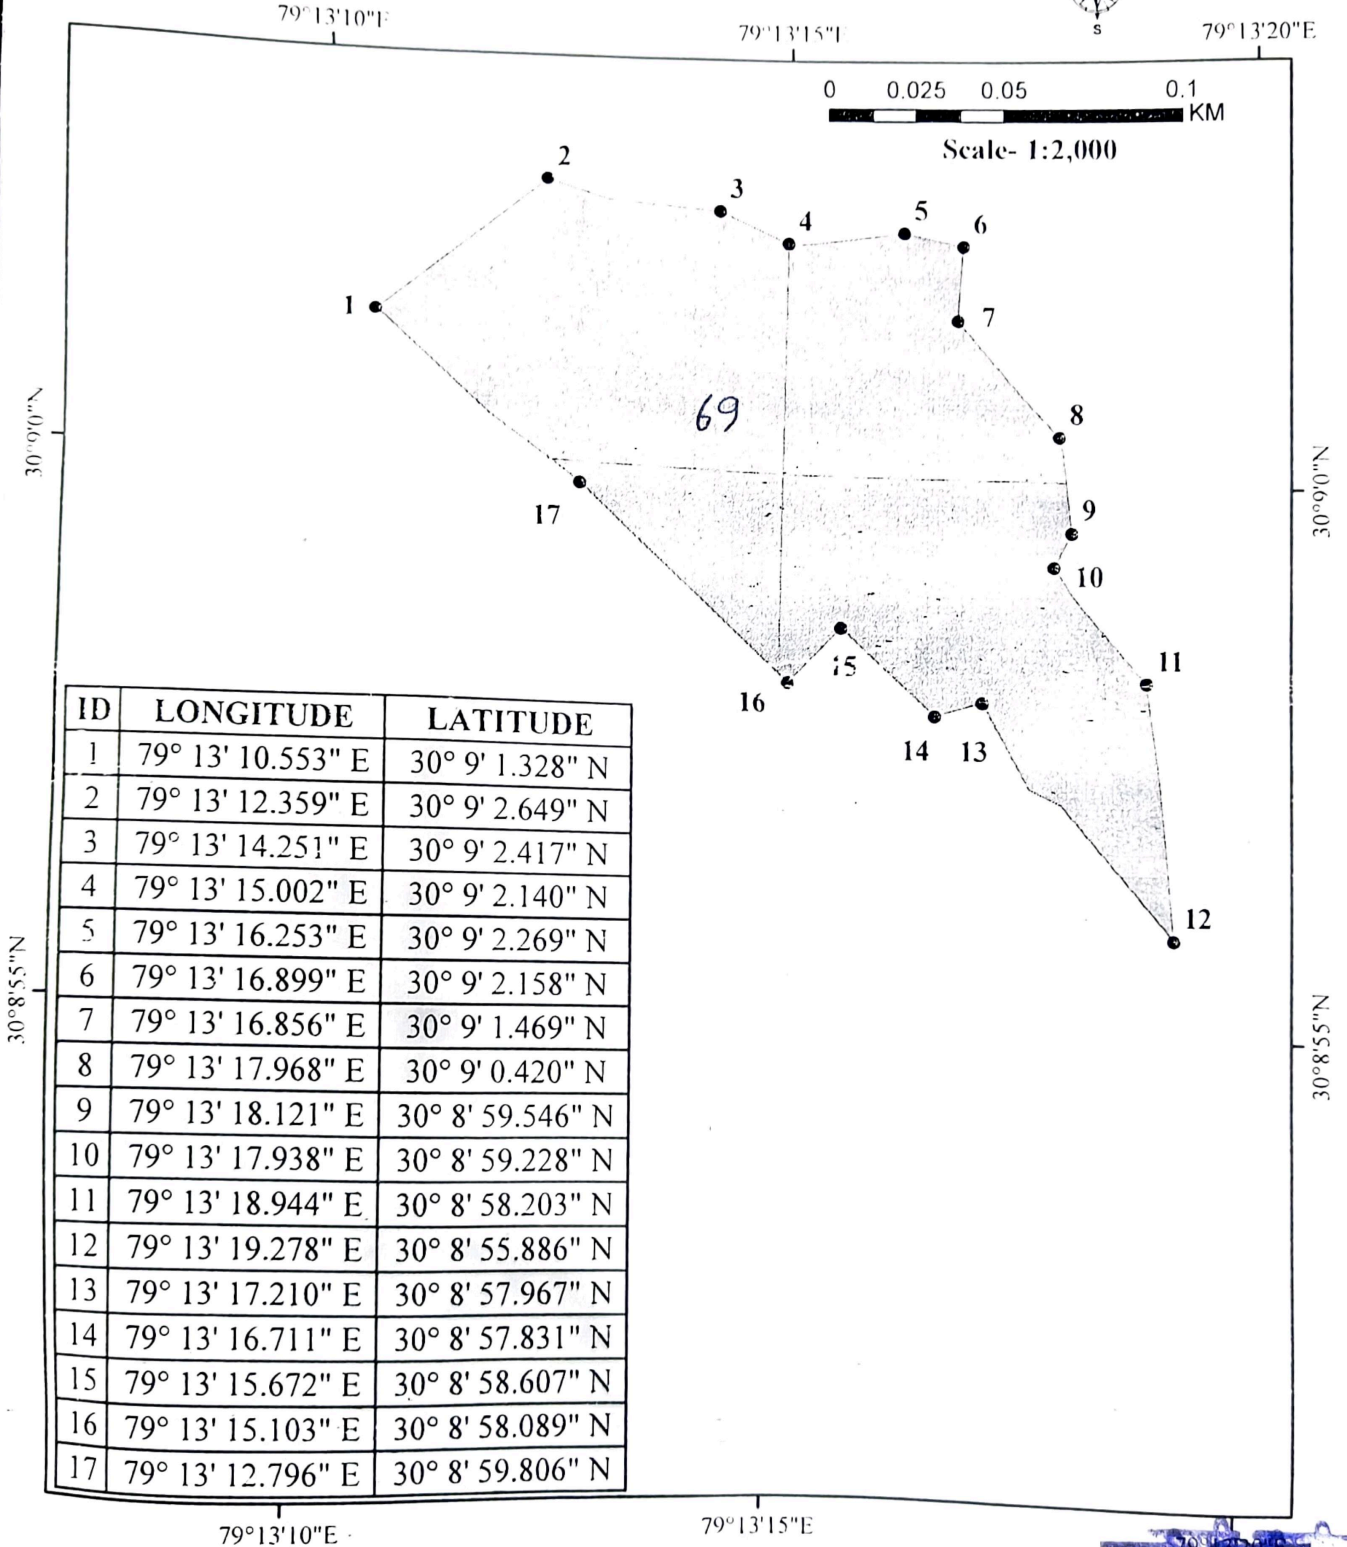 79°13'10"E
79°13'15"E
79°13'20"E
S
0 0.025 0.05 0.1
KM
Scale- 1:2,000
2
3
4
5
6
1
7
69
8
30°9'0"N
30°9'0"N
17
9
10
15
11
16
14
13
12
30°8'55"N
30°8'55"N
ID LONGITUDE LATITUDE
1 79° 13' 10.553" E 30° 9' 1.328" N
2 79° 13' 12.359" E 30° 9' 2.649" N
3 79° 13' 14.251" E 30° 9' 2.417" N
4 79° 13' 15.002" E 30° 9' 2.140" N
5 79° 13' 16.253" E 30° 9' 2.269" N
6 79° 13' 16.899" E 30° 9' 2.158" N
7 79° 13' 16.856" E 30° 9' 1.469" N
8 79° 13' 17.968" E 30° 9' 0.420" N
9 79° 13' 18.121" E 30° 8' 59.546" N
10 79° 13' 17.938" E 30° 8' 59.228" N
11 79° 13' 18.944" E 30° 8' 58.203" N
12 79° 13' 19.278" E 30° 8' 55.886" N
13 79° 13' 17.210" E 30° 8' 57.967" N
14 79° 13' 16.711" E 30° 8' 57.831" N
15 79° 13' 15.672" E 30° 8' 58.607" N
16 79° 13' 15.103" E 30° 8' 58.089" N
17 79° 13' 12.796" E 30° 8' 59.806" N
79°13'10"E
79°13'15"E